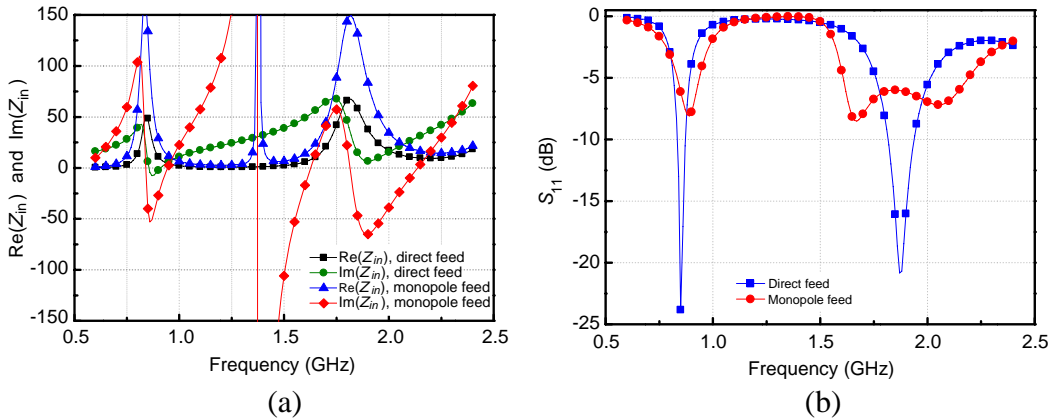 (a)
150
100
50
0
-50
-100
-150
Re(Z_in) and Im(Z_in)
Re(Z_in), direct feed
Im(Z_in), direct feed
Re(Z_in), monopole feed
Im(Z_in), monopole feed
0.5 1.0 1.5 2.0 2.5
Frequency (GHz)
(a)
(b)
0
-5
-10
-15
-20
-25
S_11 (dB)
Direct feed
Monopole feed
0.5 1.0 1.5 2.0 2.5
Frequency (GHz)
(b)